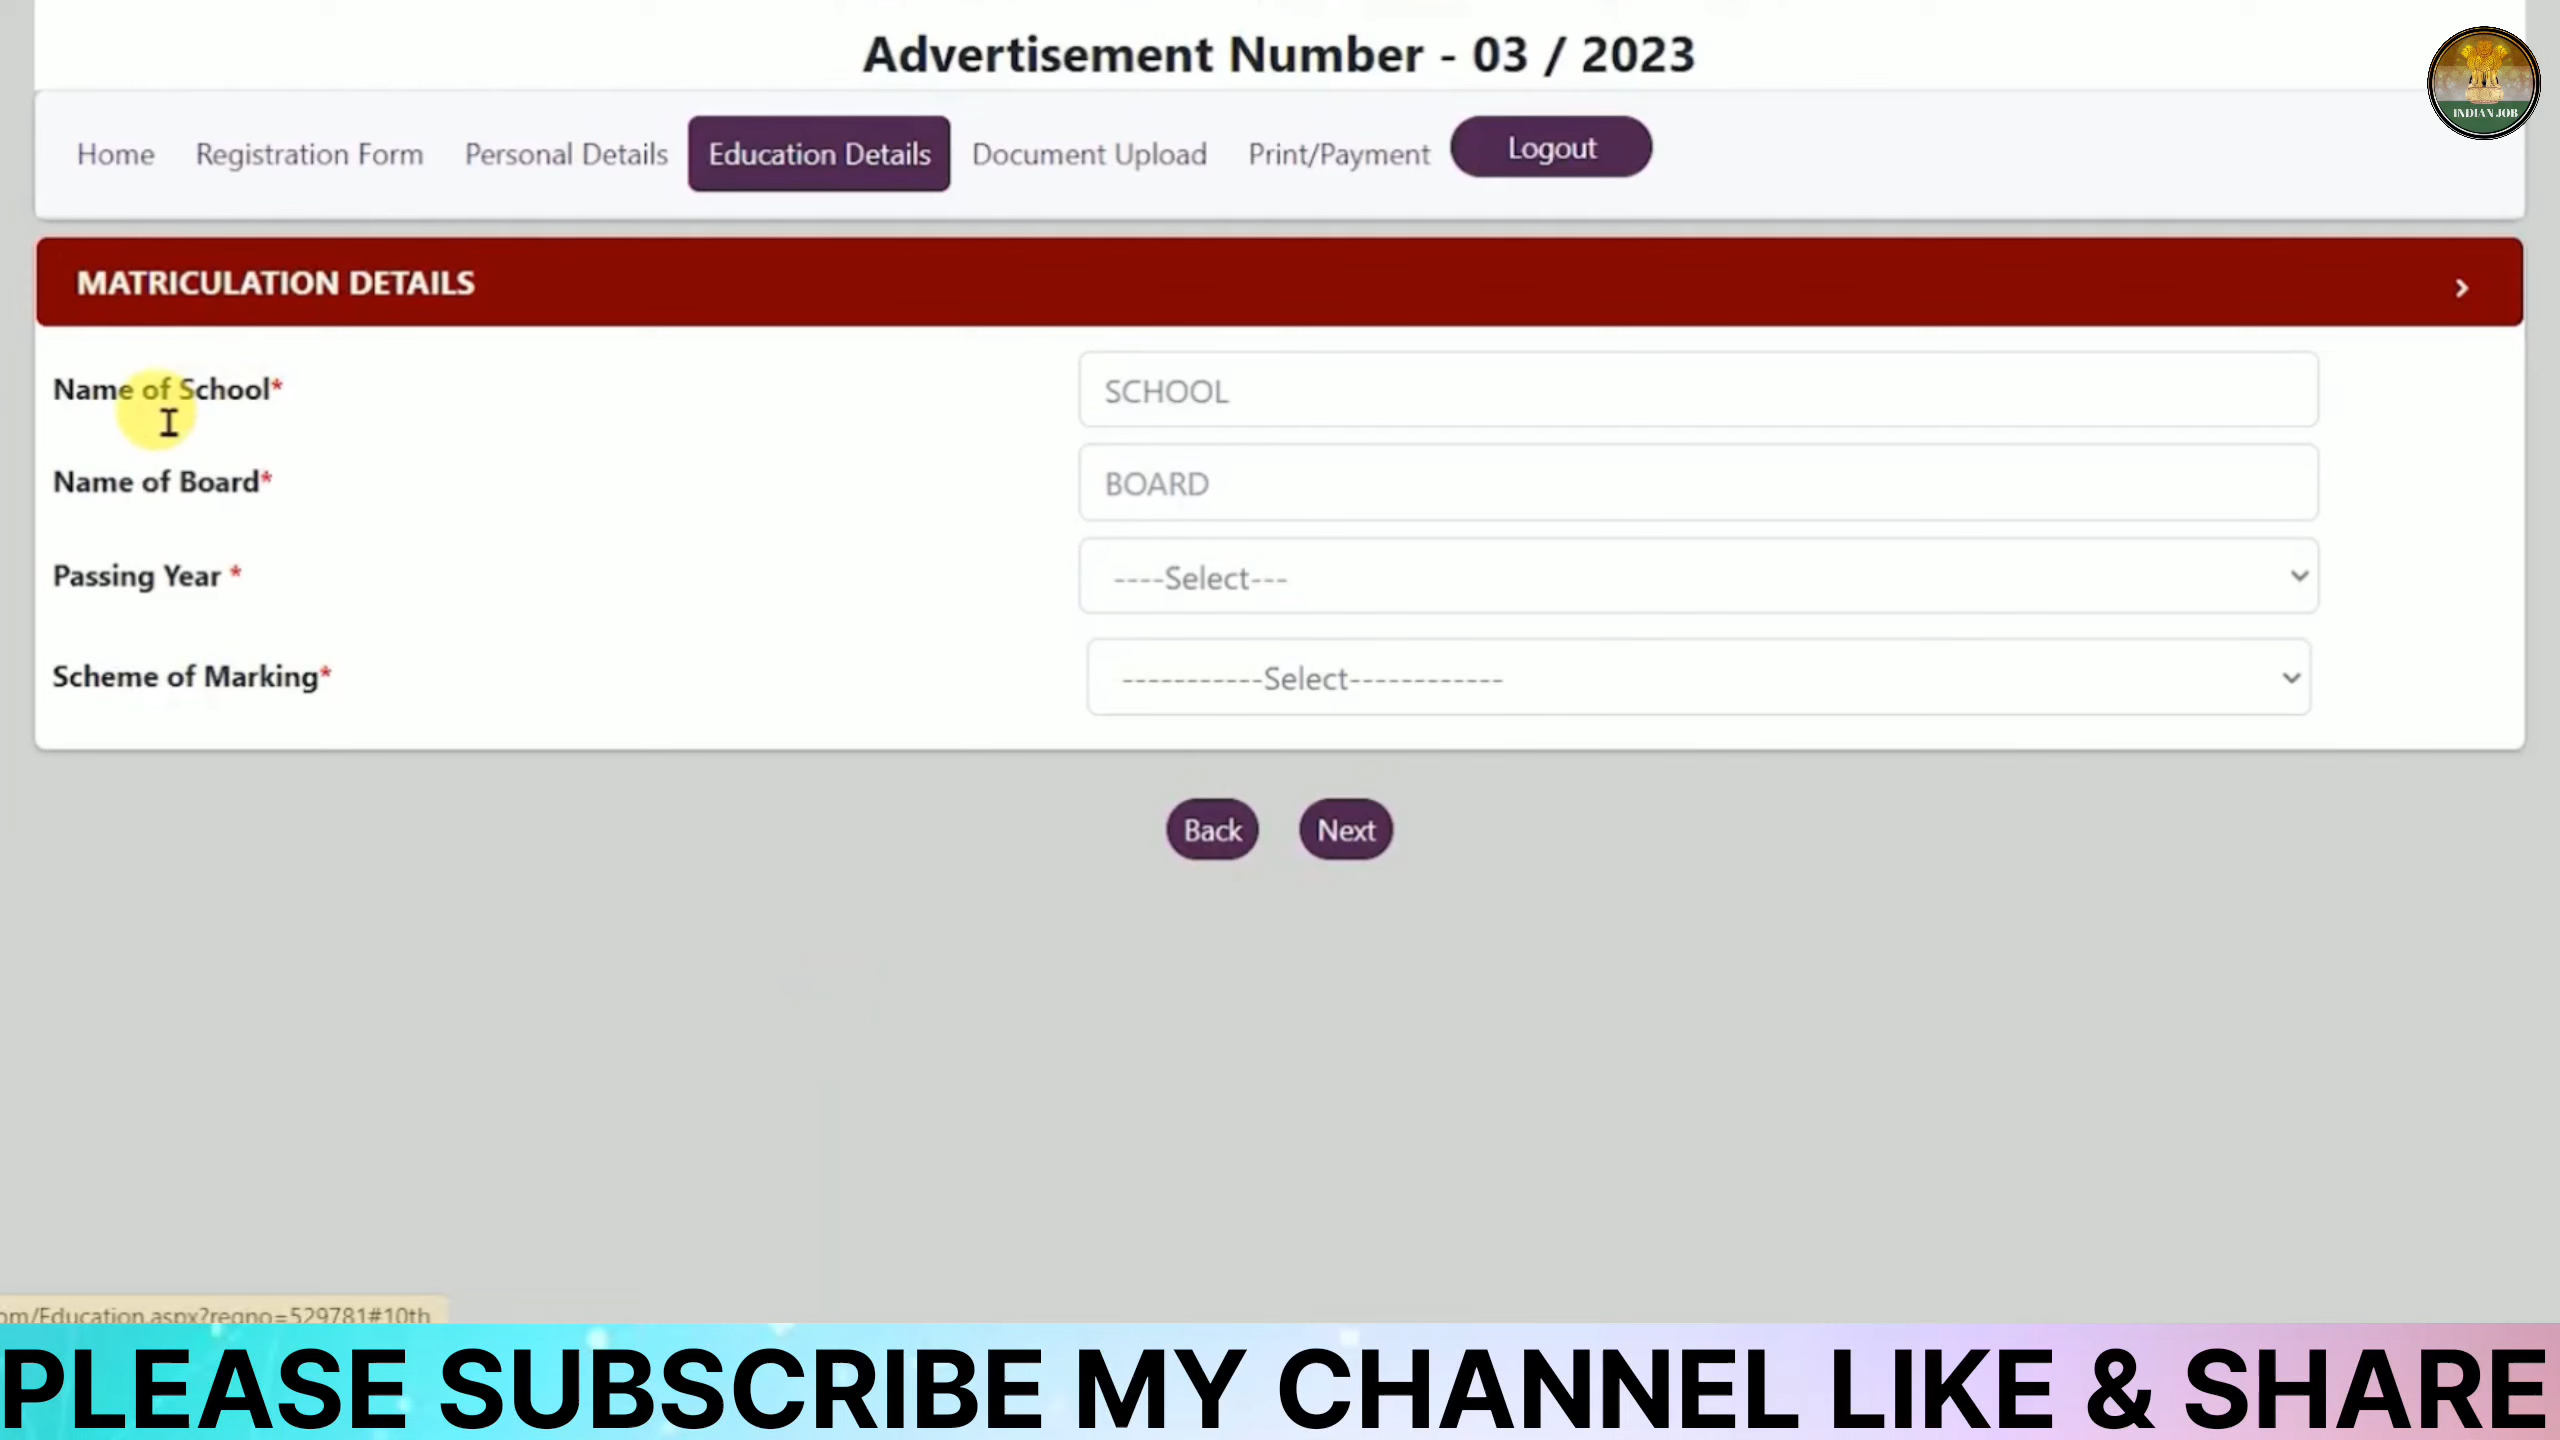 Advertisement Number - 03 / 2023
INDIAN JOB
Home Registration Form Personal Details Education Details Document Upload Print/Payment Logout
MATRICULATION DETAILS
Name of School* SCHOOL
Name of Board* BOARD
Passing Year * ----Select---
Scheme of Marking* -----------Select------------
Back Next
om/Education.aspx?regno=529781#10th
PLEASE SUBSCRIBE MY CHANNEL LIKE & SHARE